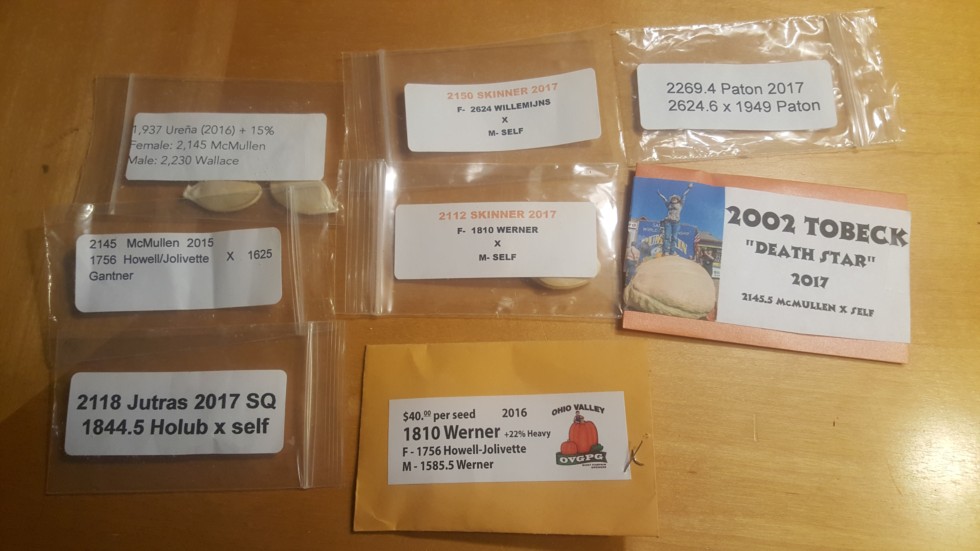 1,937 Ureña (2016) + 15%
Female: 2,145 McMullen
Male: 2,230 Wallace
2150 SKINNER 2017
F- 2624 WILLEMIJNS
X
M- SELF
2269.4 Paton 2017
2624.6 x 1949 Paton
2145 McMullen 2015
1756 Howell/Jolivette X 1625
Gantner
2112 SKINNER 2017
F- 1810 WERNER
X
M- SELF
2002 TOBECK
"DEATH STAR"
2017
2145.5 MCMULLEN X SELF
2118 Jutras 2017 SQ
1844.5 Holub x self
$40.00 per seed 2016
1810 Werner +22% Heavy
F - 1756 Howell-Jolivette
M - 1585.5 Werner
OHIO VALLEY
OVGPG